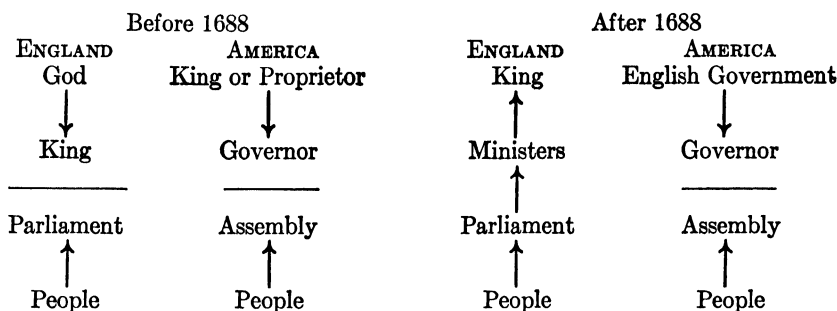 Before 1688 After 1688
ENGLAND AMERICA ENGLAND AMERICA
God King or Proprietor King English Government
King Governor Ministers Governor
Parliament Assembly Parliament Assembly
People People People People